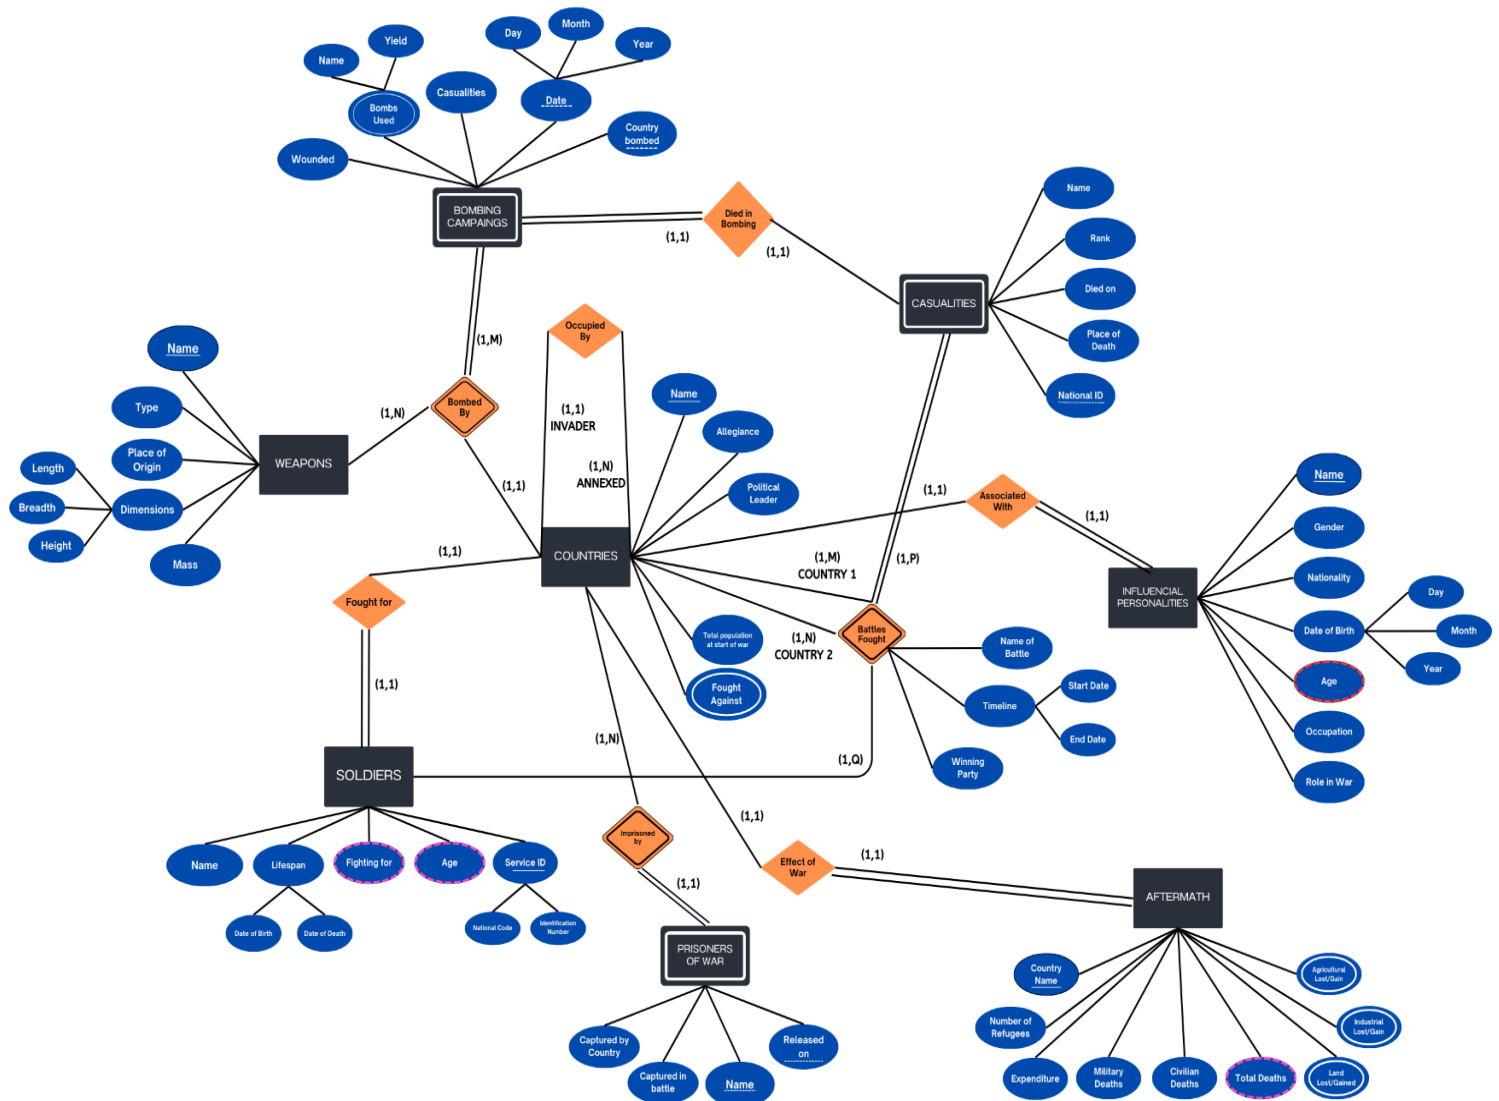 Day
Month
Year
Name
Yield
Bombs
Used
Casualities
Date
Country
bombed
Wounded
BOMBING
CAMPAINGS
Died in
Bombing
(1,1)
(1,1)
Name
Rank
Died on
Place of
Death
National ID
CASUALITIES
Occupied
By
(1,M)
(1,1)
INVADER
(1,N)
ANNEXED
Name
Type
Place of
Origin
Length
Breadth
Height
Dimensions
Mass
WEAPONS
(1,N)
Bombed
By
(1,1)
Name
Allegiance
Political
Leader
COUNTRIES
(1,1)
Fought for
(1,1)
Associated
With
(1,1)
(1,1)
(1,M)
COUNTRY 1
(1,P)
(1,N)
COUNTRY 2
Battles
Fought
Total population
at start of war
Fought
Against
Name of
Battle
Timeline
Start Date
End Date
Winning
Party
(1,Q)
INFLUENCIAL
PERSONALITIES
Name
Gender
Nationality
Date of Birth
Day
Month
Year
Age
Occupation
Role in War
SOLDIERS
Name
Lifespan
Fighting for
Age
Service ID
Date of Birth
Date of Death
National Code
Identification
Number
(1,N)
Imprisoned
by
(1,1)
PRISONERS
OF WAR
Captured by
Country
Captured in
battle
Name
Released
on
(1,1)
Effect of
War
(1,1)
AFTERMATH
Country
Name
Number of
Refugees
Expenditure
Military
Deaths
Civilian
Deaths
Total Deaths
Land
Lost/Gained
Industrial
Lost/Gain
Agricultural
Lost/Gain